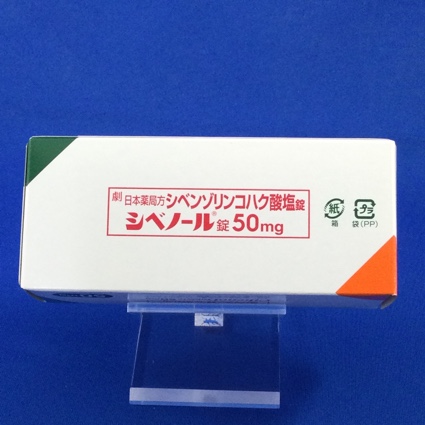 劇 日本薬局方 シベンゾリンコハク酸塩錠
シベノール® 錠 50mg
紙 プラ
箱 袋(PP)